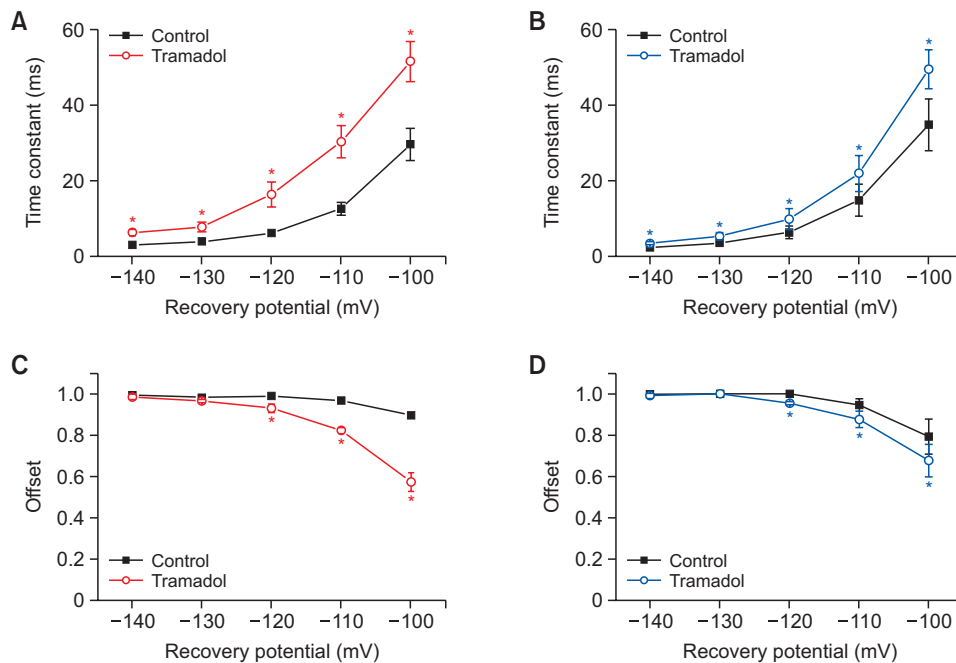 A
60
40
20
0
Time constant (ms)
Control
Tramadol
*
*
*
*
*
−140
−130
−120
−110
−100
Recovery potential (mV)
B
60
40
20
0
Time constant (ms)
Control
Tramadol
*
*
*
*
*
−140
−130
−120
−110
−100
Recovery potential (mV)
C
1.0
0.8
0.6
0.4
0.2
0
Offset
*
*
*
Control
Tramadol
−140
−130
−120
−110
−100
Recovery potential (mV)
D
1.0
0.8
0.6
0.4
0.2
0
Offset
*
*
*
Control
Tramadol
−140
−130
−120
−110
−100
Recovery potential (mV)